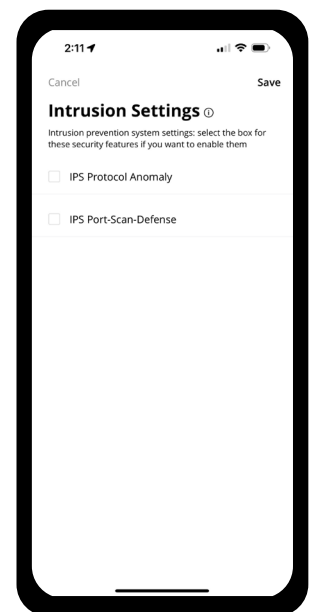 2:11
Cancel Save
Intrusion Settings
Intrusion prevention system settings: select the box for
these security features if you want to enable them
IPS Protocol Anomaly
IPS Port-Scan-Defense